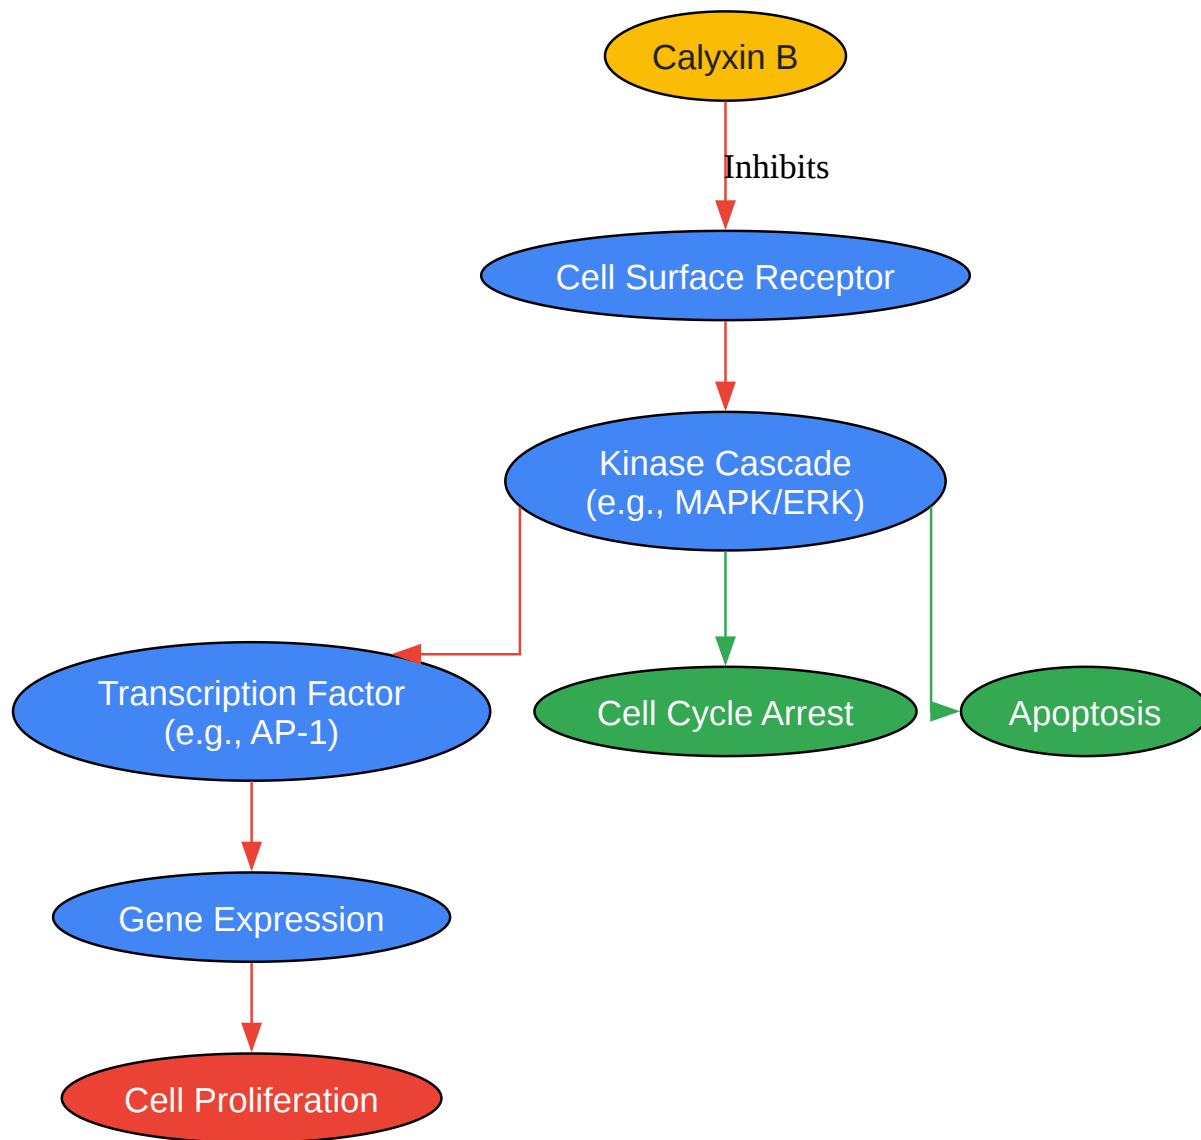 Calyxin B
Inhibits
Cell Surface Receptor
Kinase Cascade
(e.g., MAPK/ERK)
Transcription Factor
(e.g., AP-1)
Cell Cycle Arrest
Apoptosis
Gene Expression
Cell Proliferation